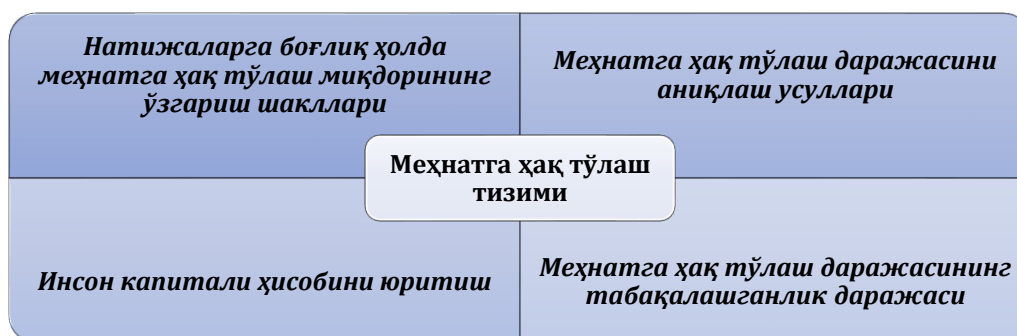 Натижаларга боғлиқ ҳолда
меҳнатга ҳақ тўлаш миқдорининг
ўзгариш шакллари
Меҳнатга ҳақ тўлаш даражасини
аниқлаш усуллари
Меҳнатга ҳақ тўлаш
тизими
Инсон капитали ҳисобини юритиш
Меҳнатга ҳақ тўлаш даражасининг
табақалашганлик даражаси